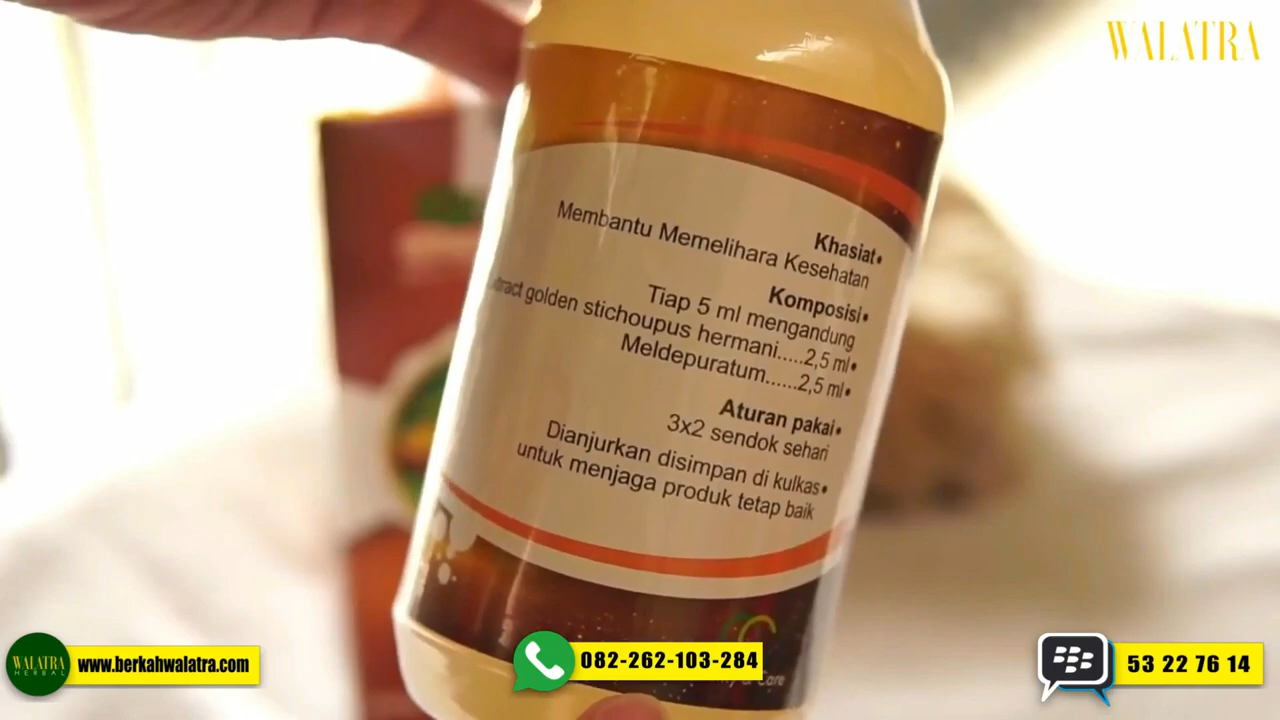 WALATRA
Khasiat•
Membantu Memelihara Kesehatan
Komposisi•
Tiap 5 ml mengandung
golden stichoupus hermani.....2,5 ml•
Meldepuratum......2,5 ml•
Aturan pakai•
3x2 sendok sehari
Dianjurkan disimpan di kulkas•
untuk menjaga produk tetap baik
Care
WALATRA
HERBAL
www.berkahwalatra.com
082-262-103-284
53 22 76 14